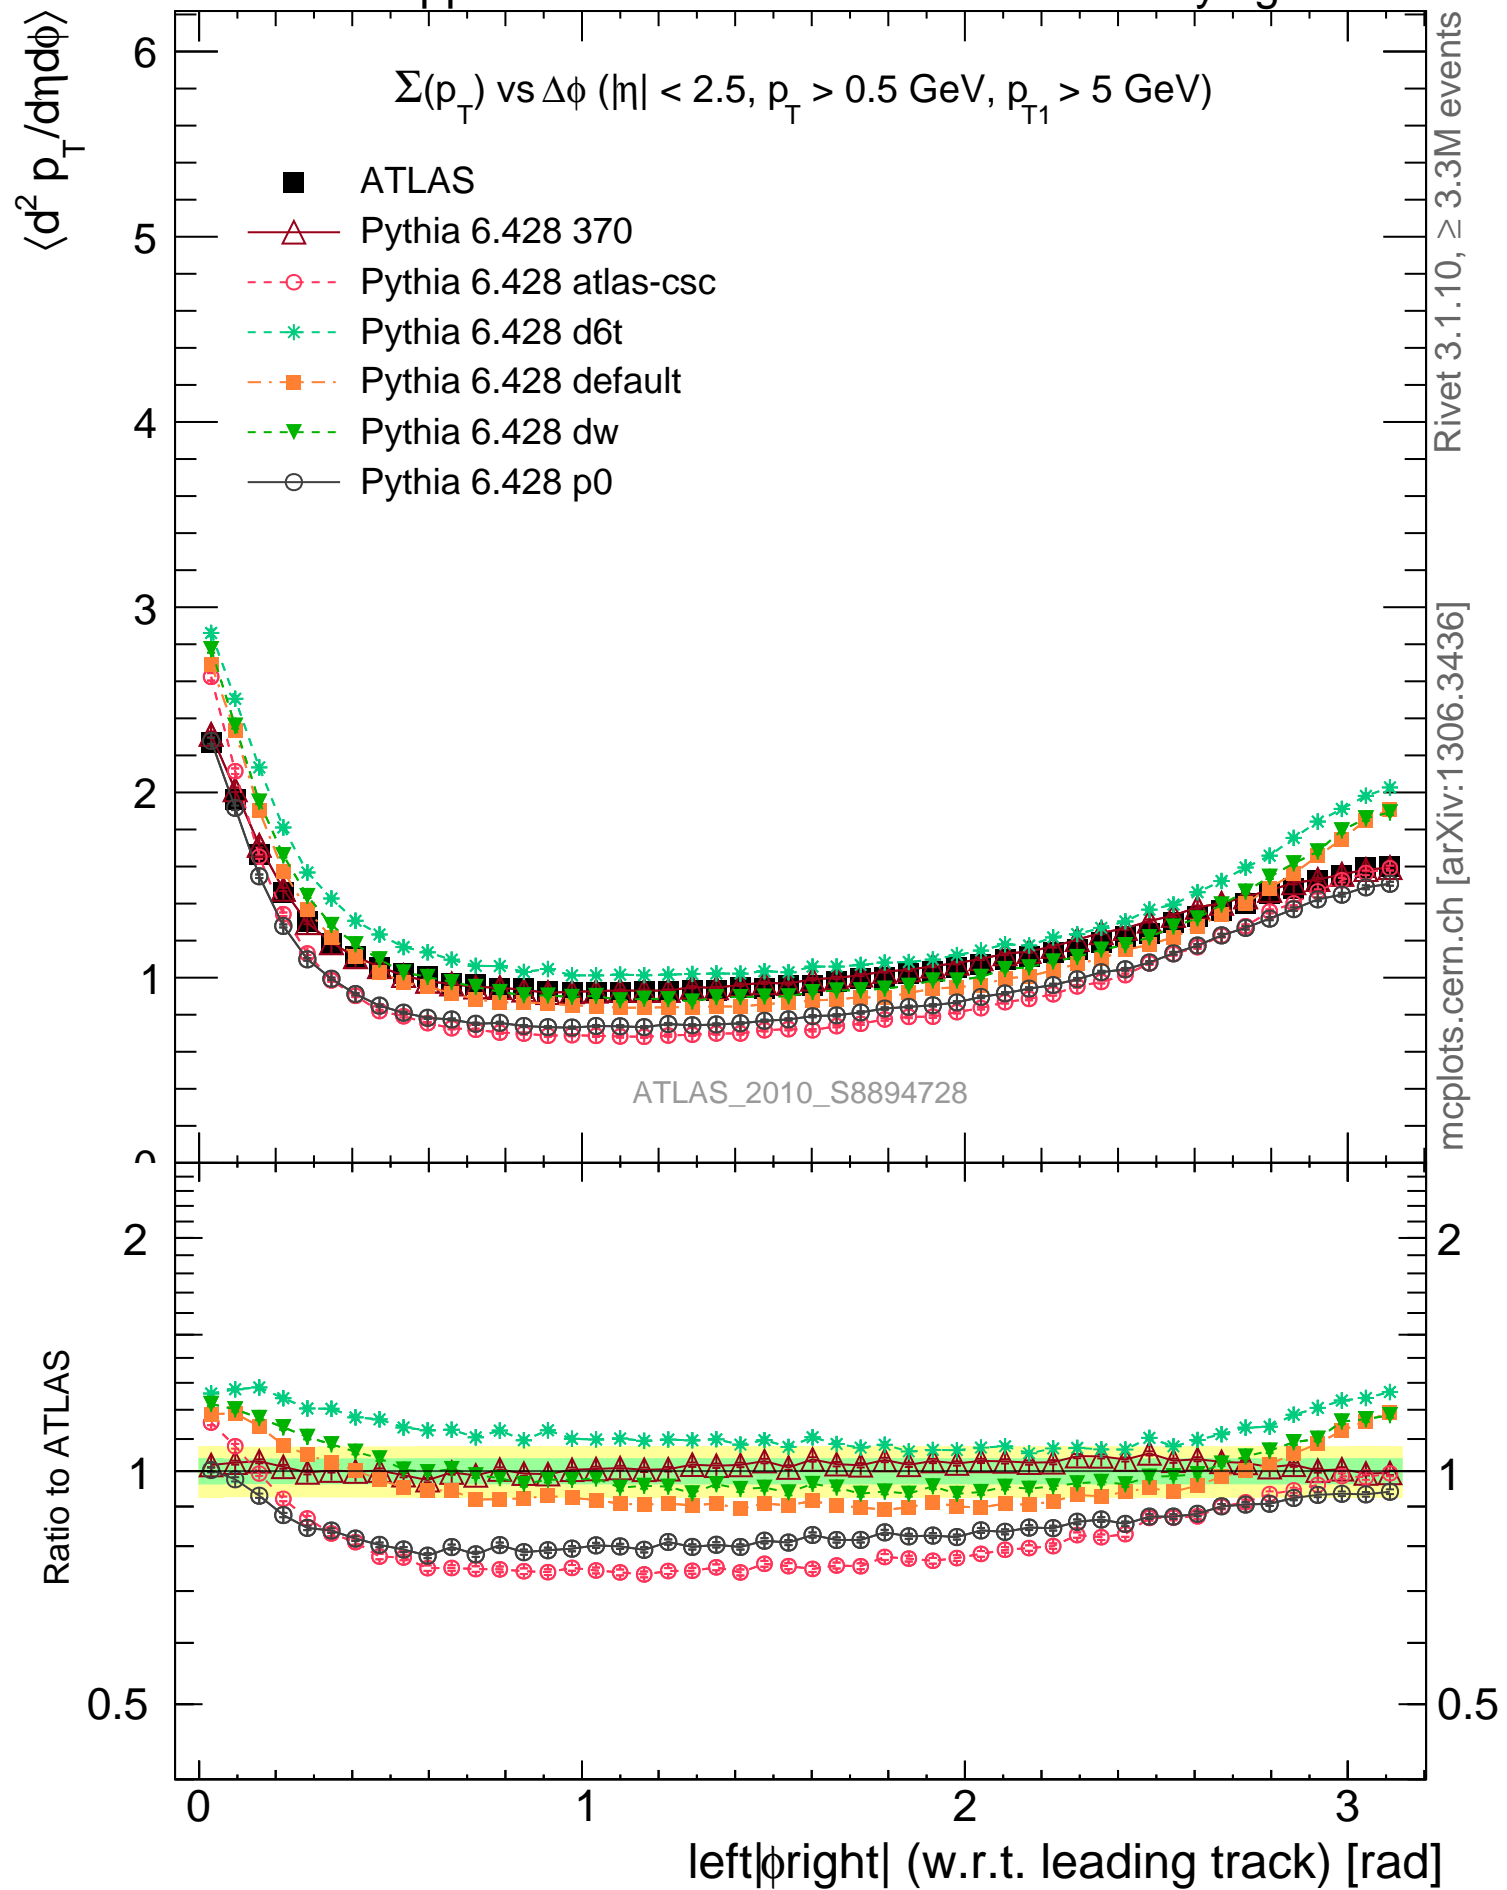 Σ(p_T) vs Δϕ (|η| < 2.5, p_T > 0.5 GeV, p_T1 > 5 GeV)
⟨d² p_T/dηdϕ⟩
ATLAS
Pythia 6.428 370
Pythia 6.428 atlas-csc
Pythia 6.428 d6t
Pythia 6.428 default
Pythia 6.428 dw
Pythia 6.428 p0
6
5
4
3
2
1
0
ATLAS_2010_S8894728
Rivet 3.1.10, ≥ 3.3M events
mcplots.cern.ch [arXiv:1306.3436]
Ratio to ATLAS
2
1
0.5
2
1
0.5
0 1 2 3
left|ϕright| (w.r.t. leading track) [rad]